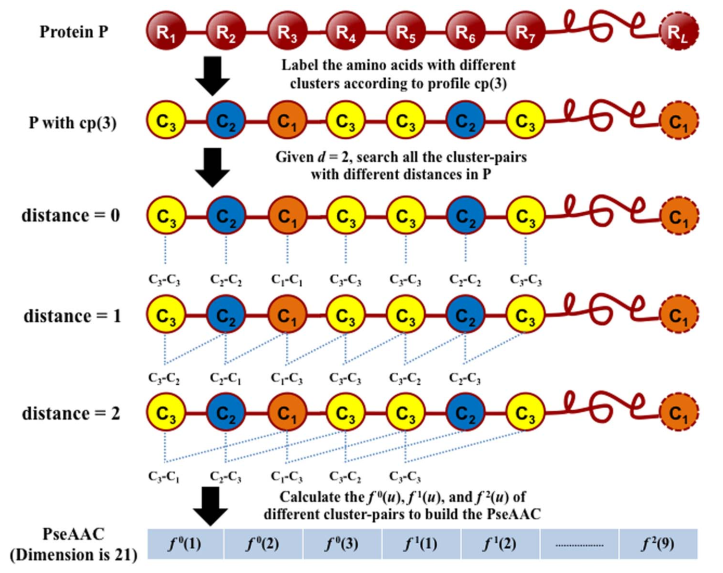 Protein P R₁ R₂ R₃ R₄ R₅ R₆ R₇ R_L
Label the amino acids with different
clusters according to profile cp(3)
P with cp(3) C₃ C₂ C₁ C₃ C₃ C₂ C₃ C₁
Given d = 2, search all the cluster-pairs
with different distances in P
distance = 0 C₃ C₂ C₁ C₃ C₃ C₂ C₃ C₁
C₃-C₃ C₂-C₂ C₁-C₁ C₃-C₃ C₃-C₃ C₂-C₂ C₃-C₃
distance = 1 C₃ C₂ C₁ C₃ C₃ C₂ C₃ C₁
C₃-C₂ C₂-C₁ C₁-C₃ C₃-C₃ C₃-C₂ C₂-C₃
distance = 2 C₃ C₂ C₁ C₃ C₃ C₂ C₃ C₁
C₃-C₁ C₂-C₃ C₁-C₃ C₃-C₂ C₃-C₃
Calculate the f⁰(u), f¹(u), and f²(u) of
different cluster-pairs to build the PseAAC
PseAAC
(Dimension is 21)
f⁰(1) f⁰(2) f⁰(3) f¹(1) f¹(2) ................. f²(9)